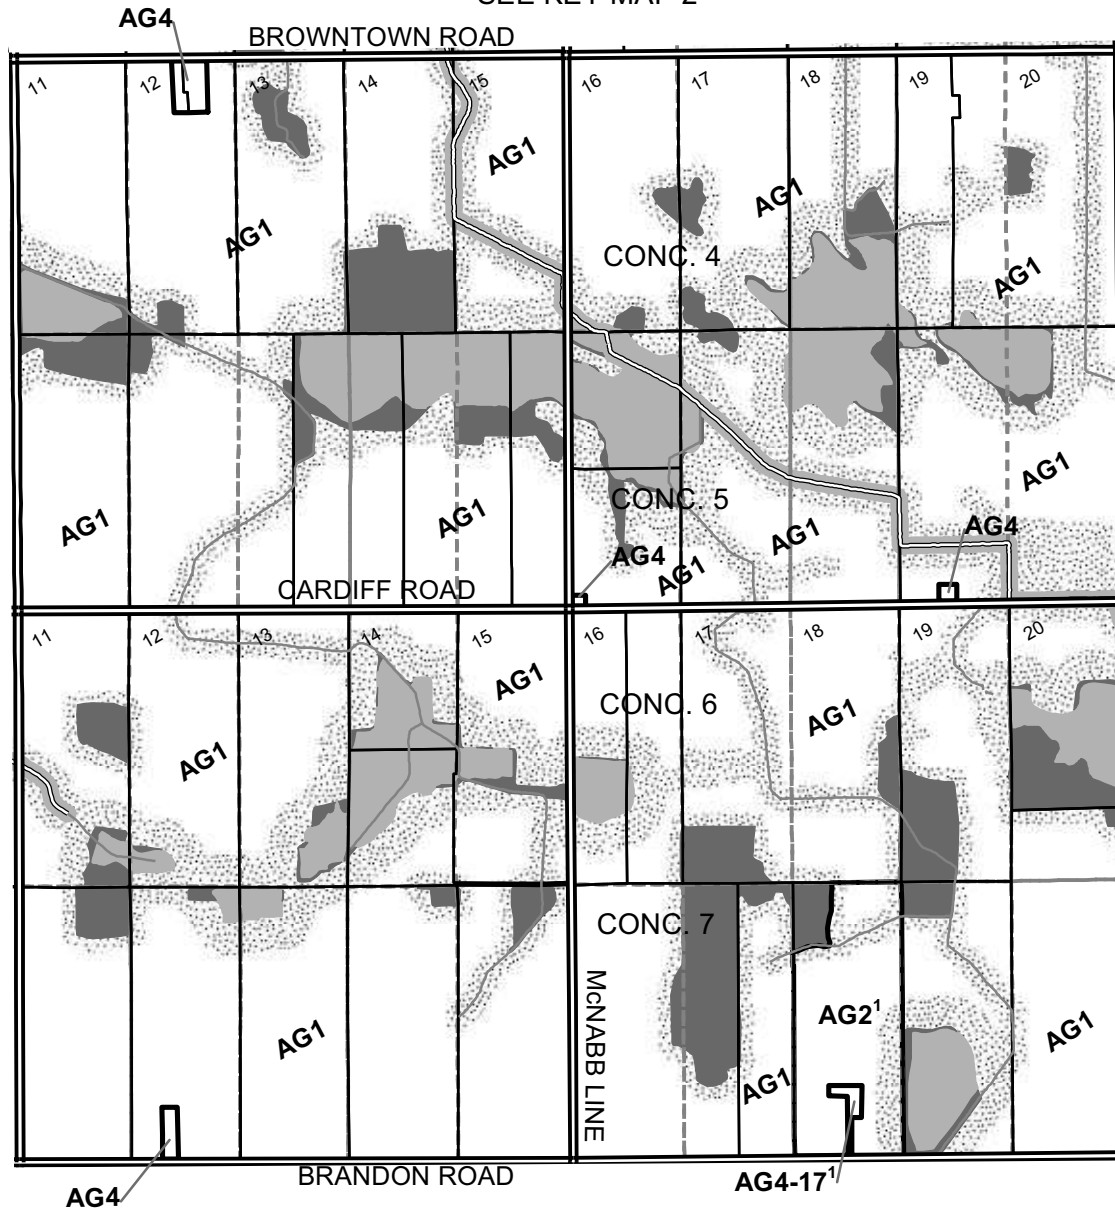 SEE KEY MAP 2
AG4
BROWNTOWN ROAD
11 12 13 14 15 16 17 18 19 20
AG1
AG1
AG1
CONC. 4
AG1
AG1
CONC. 5
AG1
AG1
AG1
AG4
AG4
AG1
CARDIFF ROAD
11 12 13 14 15 16 17 18 19 20
AG1
CONC. 6
AG1
AG1
CONC. 7
McNABB LINE
AG2¹
AG1
AG1
AG1
BRANDON ROAD
AG4-17¹
AG4